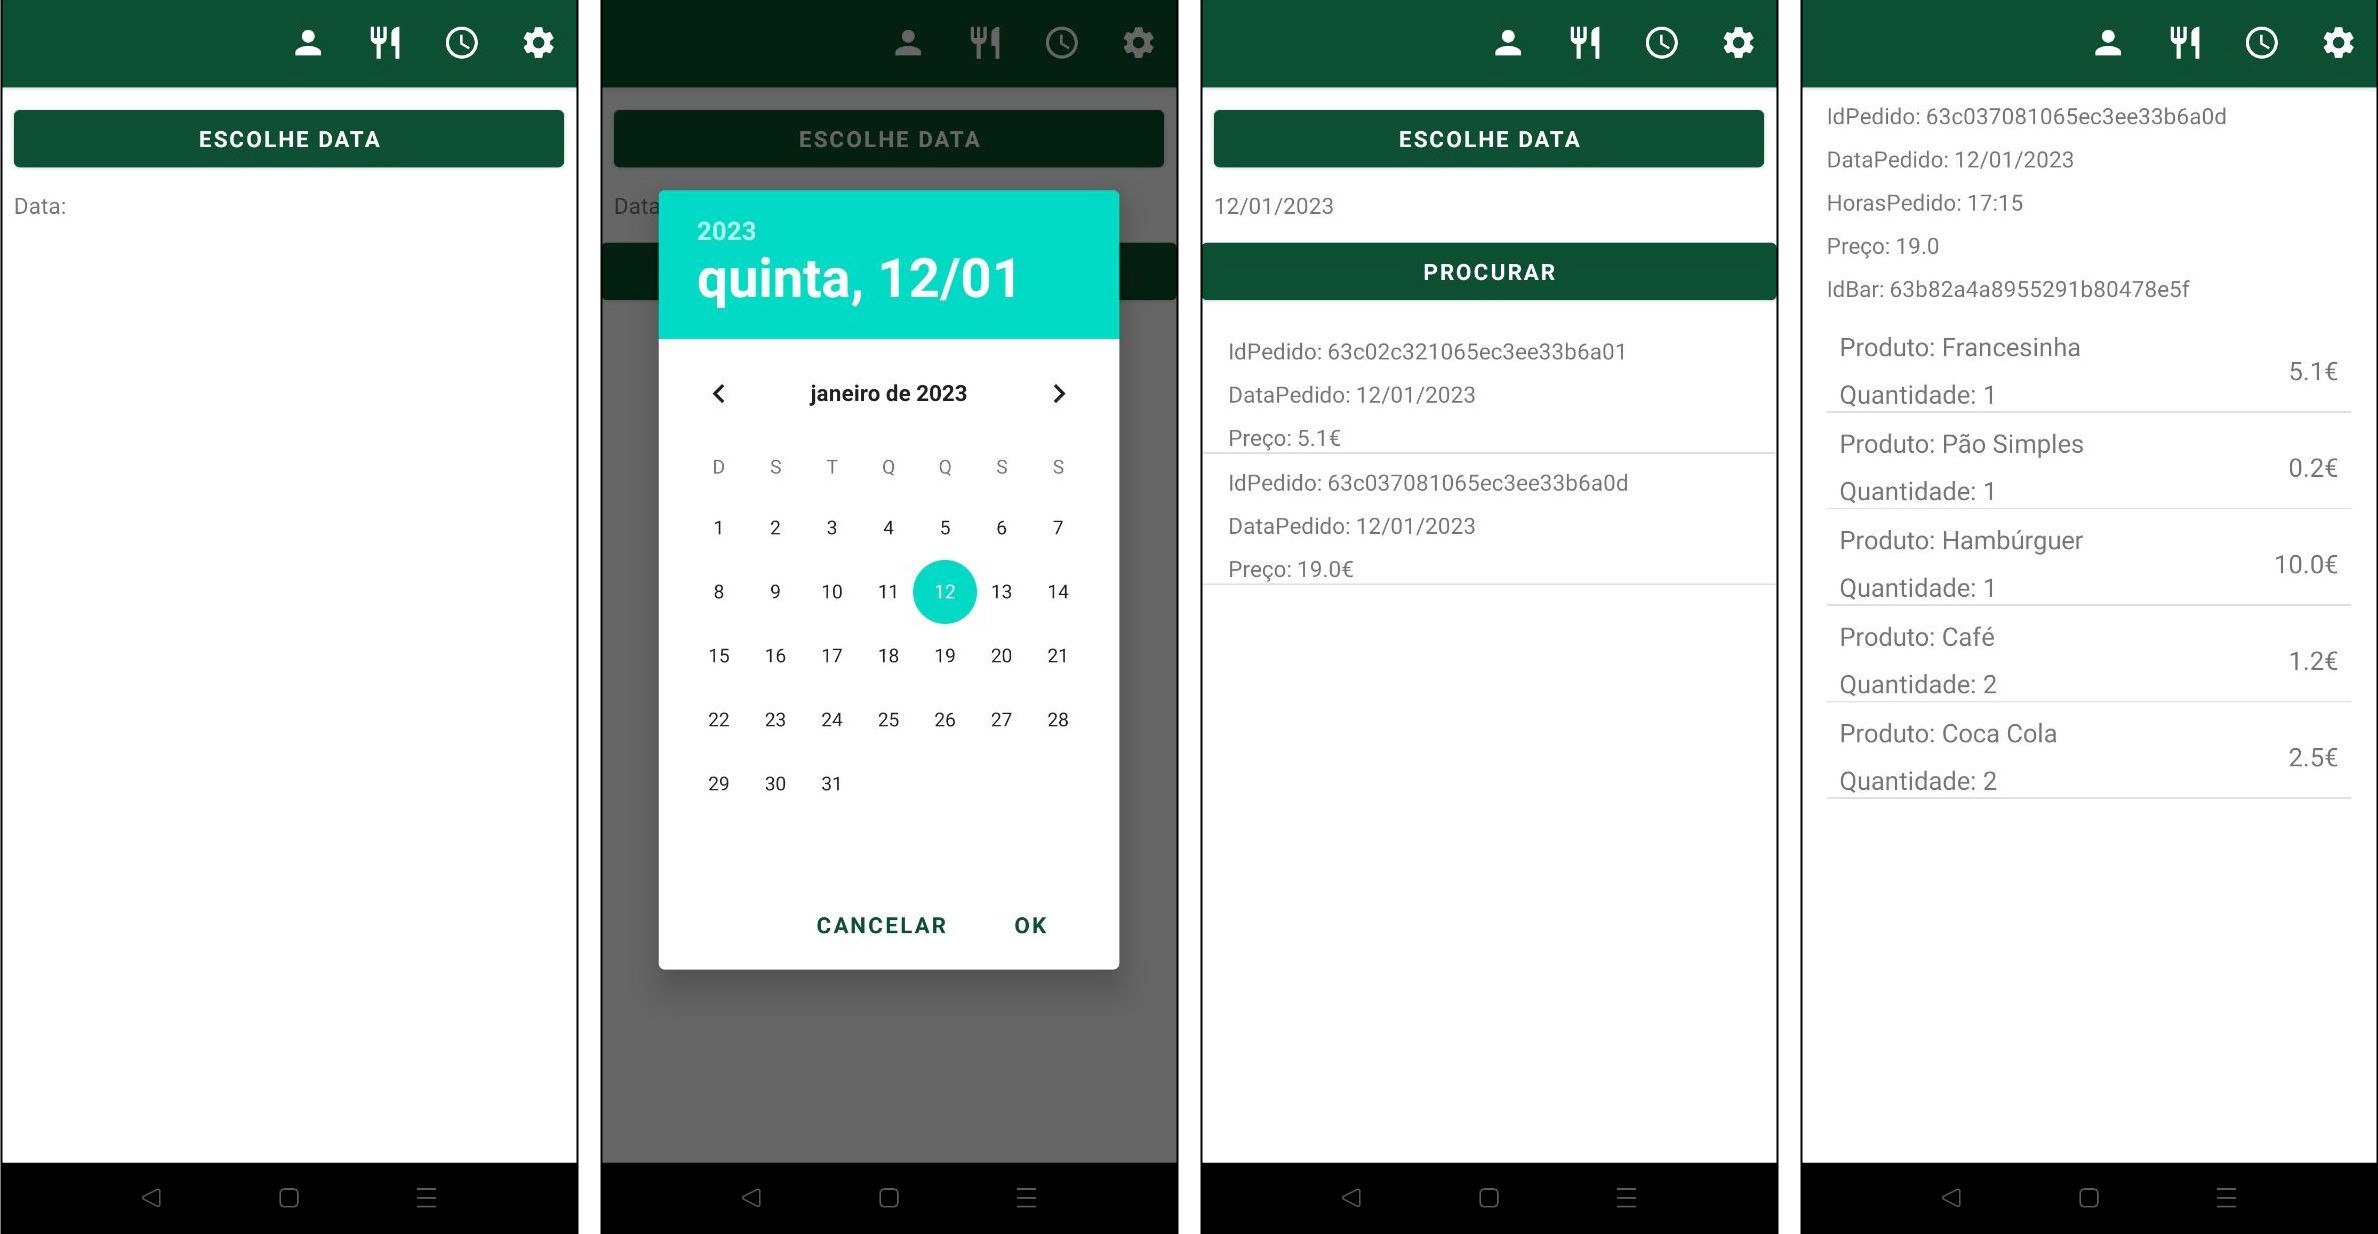 ESCOLHE DATA
Data:
ESCOLHE DATA
Data
2023
quinta, 12/01
janeiro de 2023
D S T Q Q S S
1 2 3 4 5 6 7
8 9 10 11 12 13 14
15 16 17 18 19 20 21
22 23 24 25 26 27 28
29 30 31
CANCELAR OK
ESCOLHE DATA
12/01/2023
PROCURAR
IdPedido: 63c02c321065ec3ee33b6a01
DataPedido: 12/01/2023
Preço: 5.1€
IdPedido: 63c037081065ec3ee33b6a0d
DataPedido: 12/01/2023
Preço: 19.0€
IdPedido: 63c037081065ec3ee33b6a0d
DataPedido: 12/01/2023
HorasPedido: 17:15
Preço: 19.0
IdBar: 63b82a4a8955291b80478e5f
Produto: Francesinha
5.1€
Quantidade: 1
Produto: Pão Simples
0.2€
Quantidade: 1
Produto: Hambúrguer
10.0€
Quantidade: 1
Produto: Café
1.2€
Quantidade: 2
Produto: Coca Cola
2.5€
Quantidade: 2